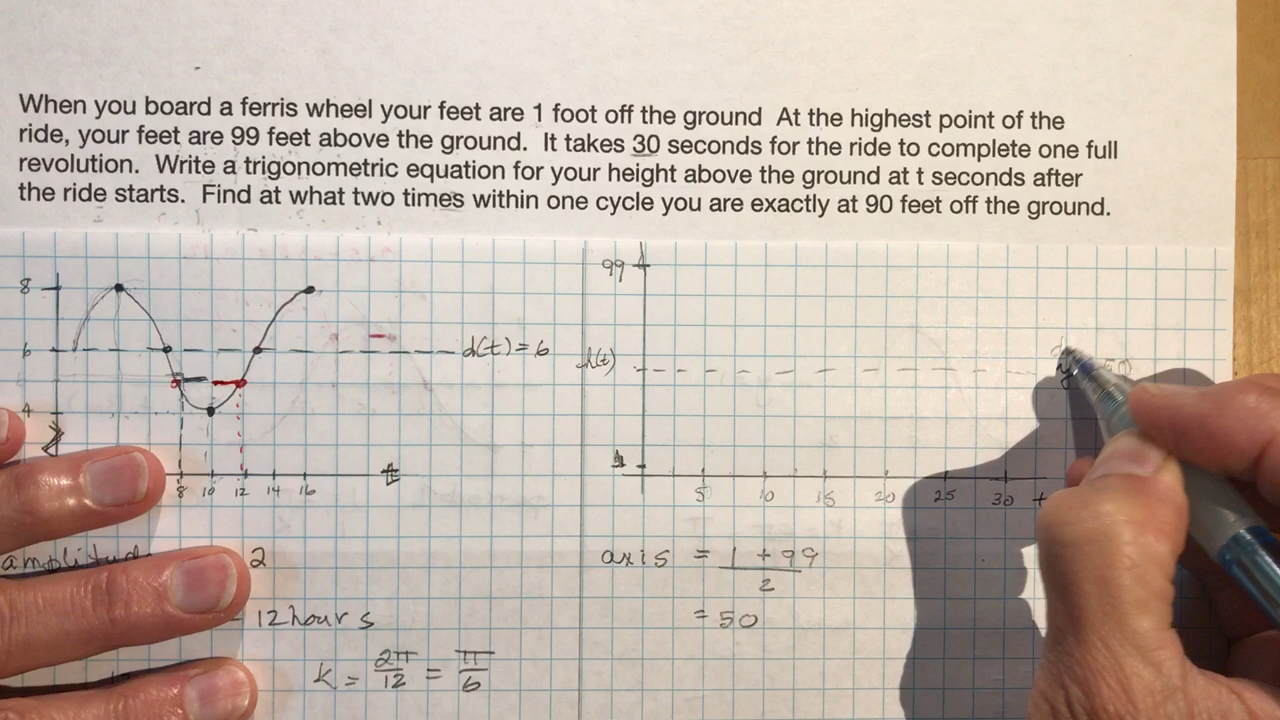 When you board a ferris wheel your feet are 1 foot off the ground At the highest point of the
ride, your feet are 99 feet above the ground. It takes 30 seconds for the ride to complete one full
revolution. Write a trigonometric equation for your height above the ground at t seconds after
the ride starts. Find at what two times within one cycle you are exactly at 90 feet off the ground.
8
6
4
d(t) = 6
8 10 12 14 16 t
2
12 hours
k = 2π/12 = π/6
99
h(t)
1
5 10 15 20 25 30 t
axis = 1 + 99
2
= 50